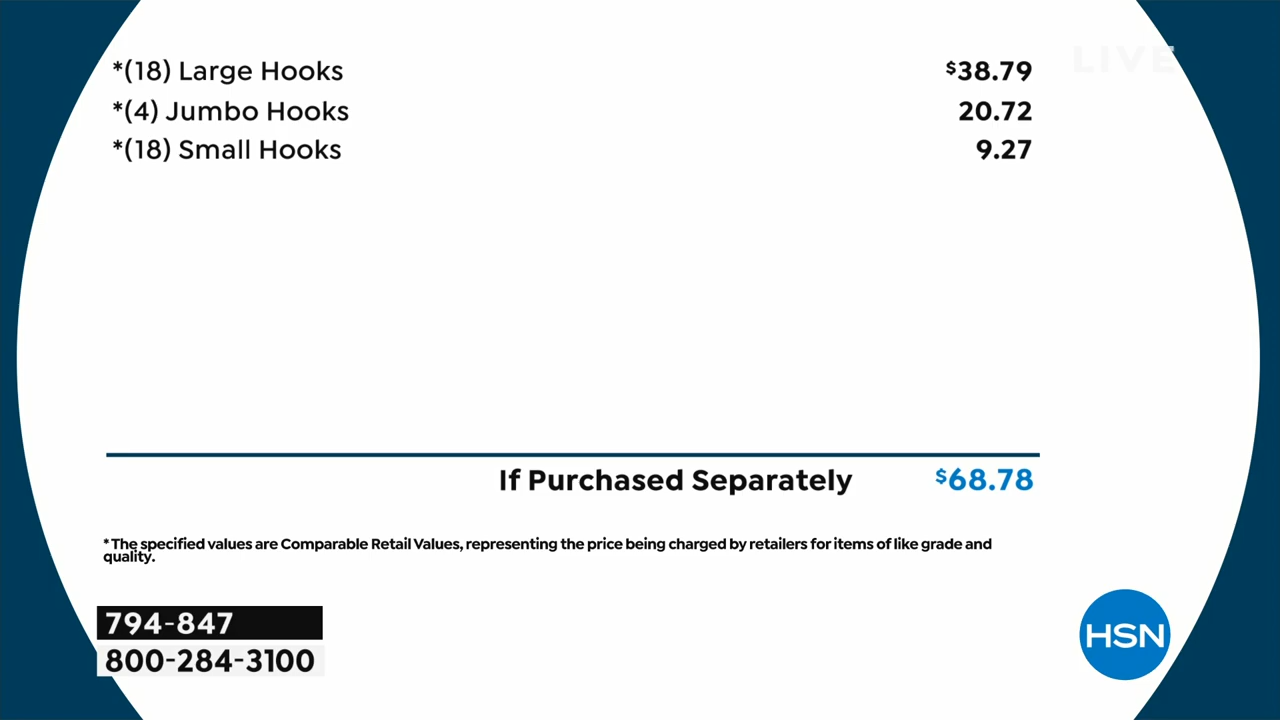 LIVE
*(18) Large Hooks $38.79
*(4) Jumbo Hooks 20.72
*(18) Small Hooks 9.27
If Purchased Separately $68.78
*The specified values are Comparable Retail Values, representing the price being charged by retailers for items of like grade and
quality.
794-847
800-284-3100
HSN